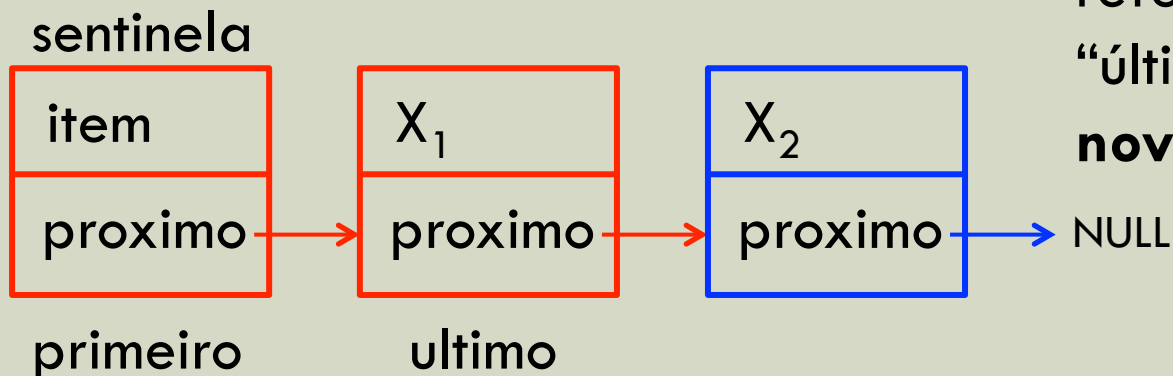 sentinela
"últi
item
X₁
X₂
nov
proximo
proximo
proximo
NULL
primeiro
ultimo